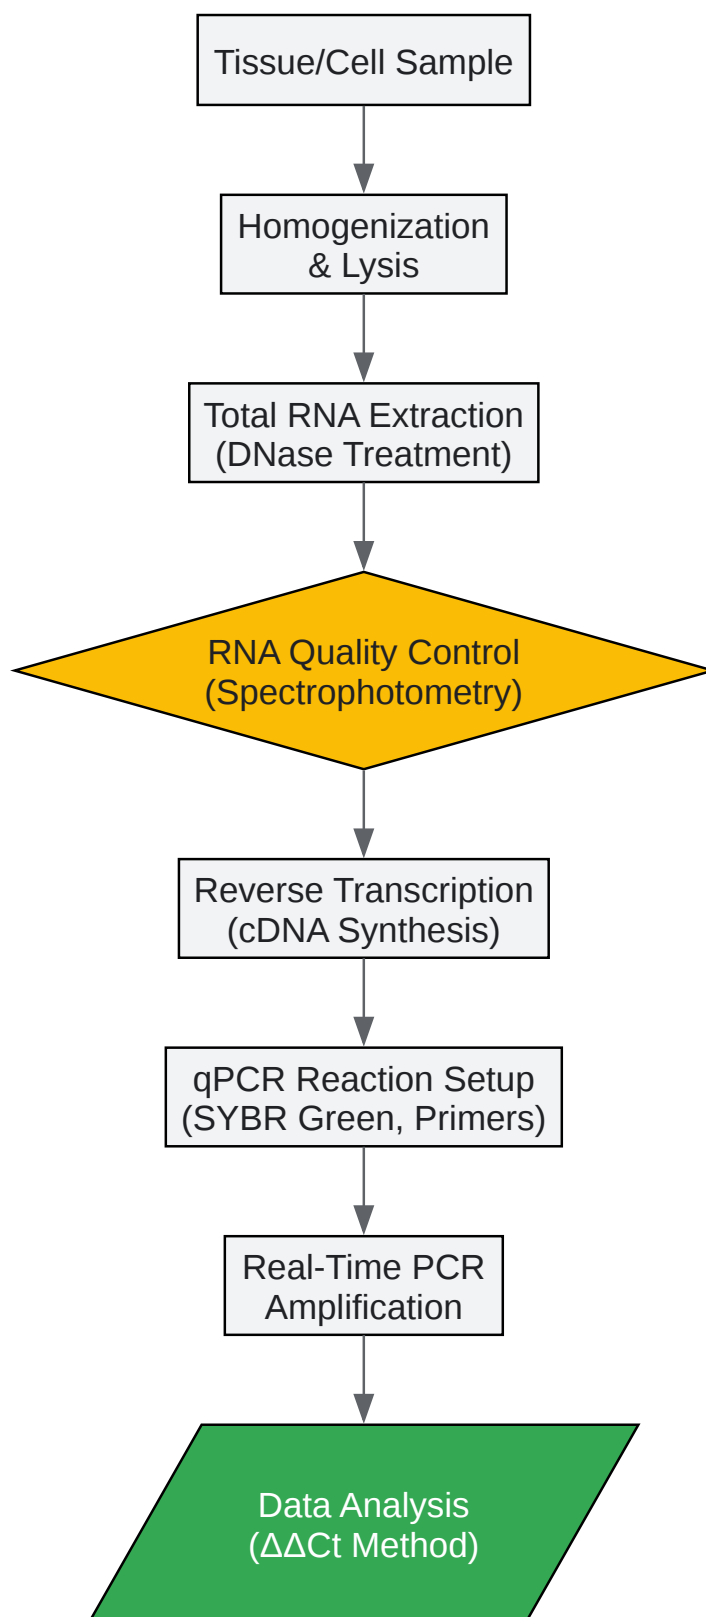 Tissue/Cell Sample
Homogenization
& Lysis
Total RNA Extraction
(DNase Treatment)
RNA Quality Control
(Spectrophotometry)
Reverse Transcription
(cDNA Synthesis)
qPCR Reaction Setup
(SYBR Green, Primers)
Real-Time PCR
Amplification
Data Analysis
(ΔΔCt Method)